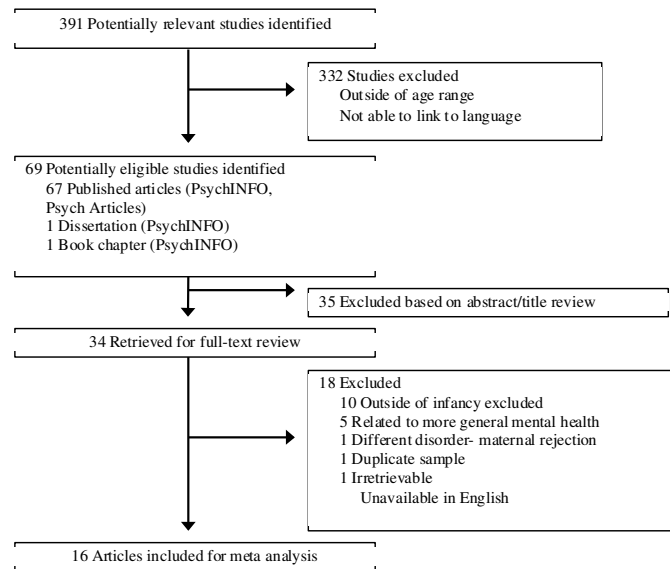 391 Potentially relevant studies identified
332 Studies excluded
Outside of age range
Not able to link to language
69 Potentially eligible studies identified
67 Published articles (PsychINFO,
Psych Articles)
1 Dissertation (PsychINFO)
1 Book chapter (PsychINFO)
35 Excluded based on abstract/title review
34 Retrieved for full-text review
18 Excluded
10 Outside of infancy excluded
5 Related to more general mental health
1 Different disorder- maternal rejection
1 Duplicate sample
1 Irretrievable
Unavailable in English
16 Articles included for meta analysis